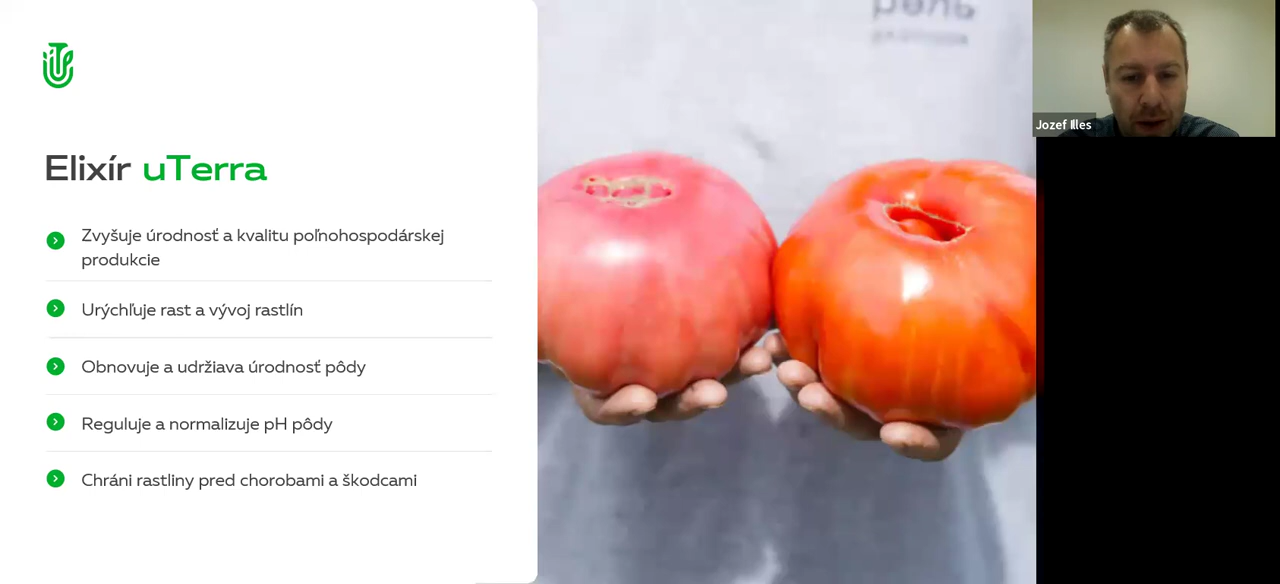 Elixír uTerra
Zvyšuje úrodnosť a kvalitu poľnohospodárskej
produkcie
Urýchľuje rast a vývoj rastlín
Obnovuje a udržiava úrodnosť pôdy
Reguluje a normalizuje pH pôdy
Chráni rastliny pred chorobami a škodcami
Jozef Illes